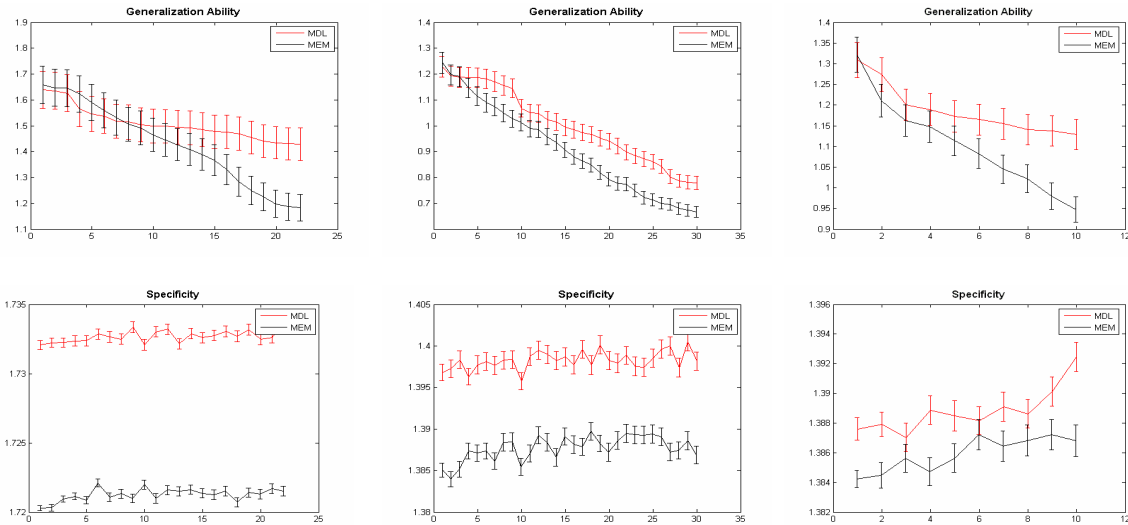 Generalization Ability
1.9
1.8
1.7
1.6
1.5
1.4
1.3
1.2
1.1
0 5 10 15 20 25
MDL
MEM
Generalization Ability
1.4
1.3
1.2
1.1
1
0.9
0.8
0.7
0 5 10 15 20 25 30 35
MDL
MEM
Generalization Ability
1.4
1.35
1.3
1.25
1.2
1.15
1.1
1.05
1
0.95
0.9
0 2 4 6 8 10 12
MDL
MEM
Specificity
1.735
1.73
1.725
1.72
0 5 10 15 20 25
MDL
MEM
Specificity
1.405
1.4
1.395
1.39
1.385
1.38
0 5 10 15 20 25 30 35
MDL
MEM
Specificity
1.396
1.394
1.392
1.39
1.388
1.386
1.384
1.382
0 2 4 6 8 10 12
MDL
MEM